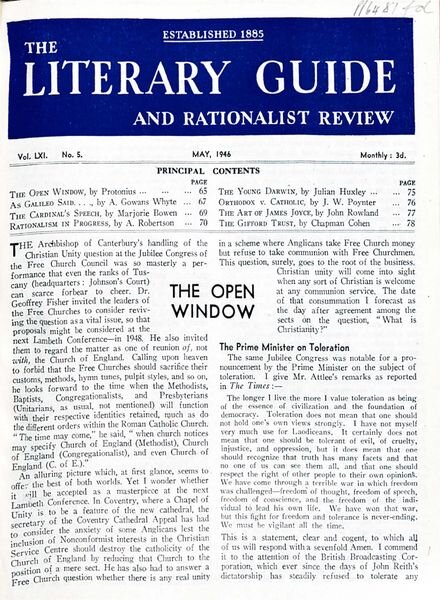 ESTABLISHED 1885
THE
LITERARY GUIDE
AND RATIONALIST REVIEW
Vol. LXI. No. 5. MAY, 1946 Monthly: 3d.
PRINCIPAL CONTENTS
PAGE
THE OPEN WINDOW, by Protonius ... ... ... 65
AS GALILEO SAID. . . ., by A. Gowans Whyte ... 67
THE CARDINAL'S SPEECH, by Marjorie Bowen ... 69
RATIONALISM IN PROGRESS, by A. Robertson ... 70
PAGE
THE YOUNG DARWIN, by Julian Huxley ... ... 75
ORTHODOX V. CATHOLIC, by J. W. Poynter ... 76
THE ART OF JAMES JOYCE, by John Rowland ... 77
THE GIFFORD TRUST, by Chapman Cohen ... 78
THE OPEN
WINDOW
THE Archbishop of Canterbury's handling of the
Christian Unity question at the Jubilee Congress of
the Free Church Council was so masterly a per-
formance that even the ranks of Tus-
cany (headquarters: Johnson's Court)
can scarce forbear to cheer. Dr.
Geoffrey Fisher invited the leaders of
the Free Churches to consider reviv-
ing the question as a vital issue, so that
proposals might be considered at the
next Lambeth Conference—in 1948. He also invited
them to regard the matter as one of reunion of, not
with, the Church of England. Calling upon heaven
to forbid that the Free Churches should sacrifice their
customs, methods, hymn tunes, pulpit styles, and so on,
he looks forward to the time when the Methodists,
Baptists, Congregationalists, and Presbyterians
(Unitarians, as usual, not mentioned) will function
with their respective identities retained, much as do
the different orders within the Roman Catholic Church.
"The time may come," he said, "when church notices
may specify Church of England (Methodist), Church
of England (Congregationalist), and even Church of
England (C. of E.)."
An alluring picture which, at first glance, seems to
offer the best of both worlds. Yet I wonder whether
it will be accepted as a masterpiece at the next
Lambeth Conference. In Coventry, where a Chapel of
Unity is to be a feature of the new cathedral, the
secretary of the Coventry Cathedral Appeal has had
to consider the anxiety of some Anglicans lest the
inclusion of Nonconformist interests in the Christian
Service Centre should destroy the catholicity of the
Church of England by reducing that Church to the
position of a mere sect. He has also had to answer a
Free Church question whether there is any real unity
in a scheme where Anglicans take Free Church money
but refuse to take communion with Free Churchmen.
This question, surely, goes to the root of the business.
Christian unity will come into sight
when any sort of Christian is welcome
at any communion service. The date
of that consummation I forecast as
the day after agreement among the
sects on the question, "What is
Christianity?"
The Prime Minister on Toleration
The same Jubilee Congress was notable for a pro-
nouncement by the Prime Minister on the subject
of toleration. I give Mr. Attlee's remarks as reported
in The Times:—
The longer I live the more I value toleration as being
of the essence of civilization and the foundation of
democracy. Toleration does not mean that one should
not hold one's own views strongly. I have myself
very much use for Laodiceans. It certainly does not
mean that one should be tolerant of evil, of cruelty,
injustice, and oppression, but it does mean that one
should recognize that truth has many facets and that
no one of us can see them all, and that one should
respect the right of other people to their own opinions.
We have come through a terrible war in which freedom
was challenged—freedom of thought, freedom of speech,
freedom of conscience, and the freedom of the indi-
vidual to lead his own life. We have won that war,
but this fight for freedom and tolerance is never-ending.
We must be vigilant all the time.
This is a statement, clear and cogent, to which all
of us will respond with a sevenfold Amen. I commend
it to the attention of the British Broadcasting Cor-
poration, which ever since the days of John Reith's
dictatorship has steadily refused to tolerate any